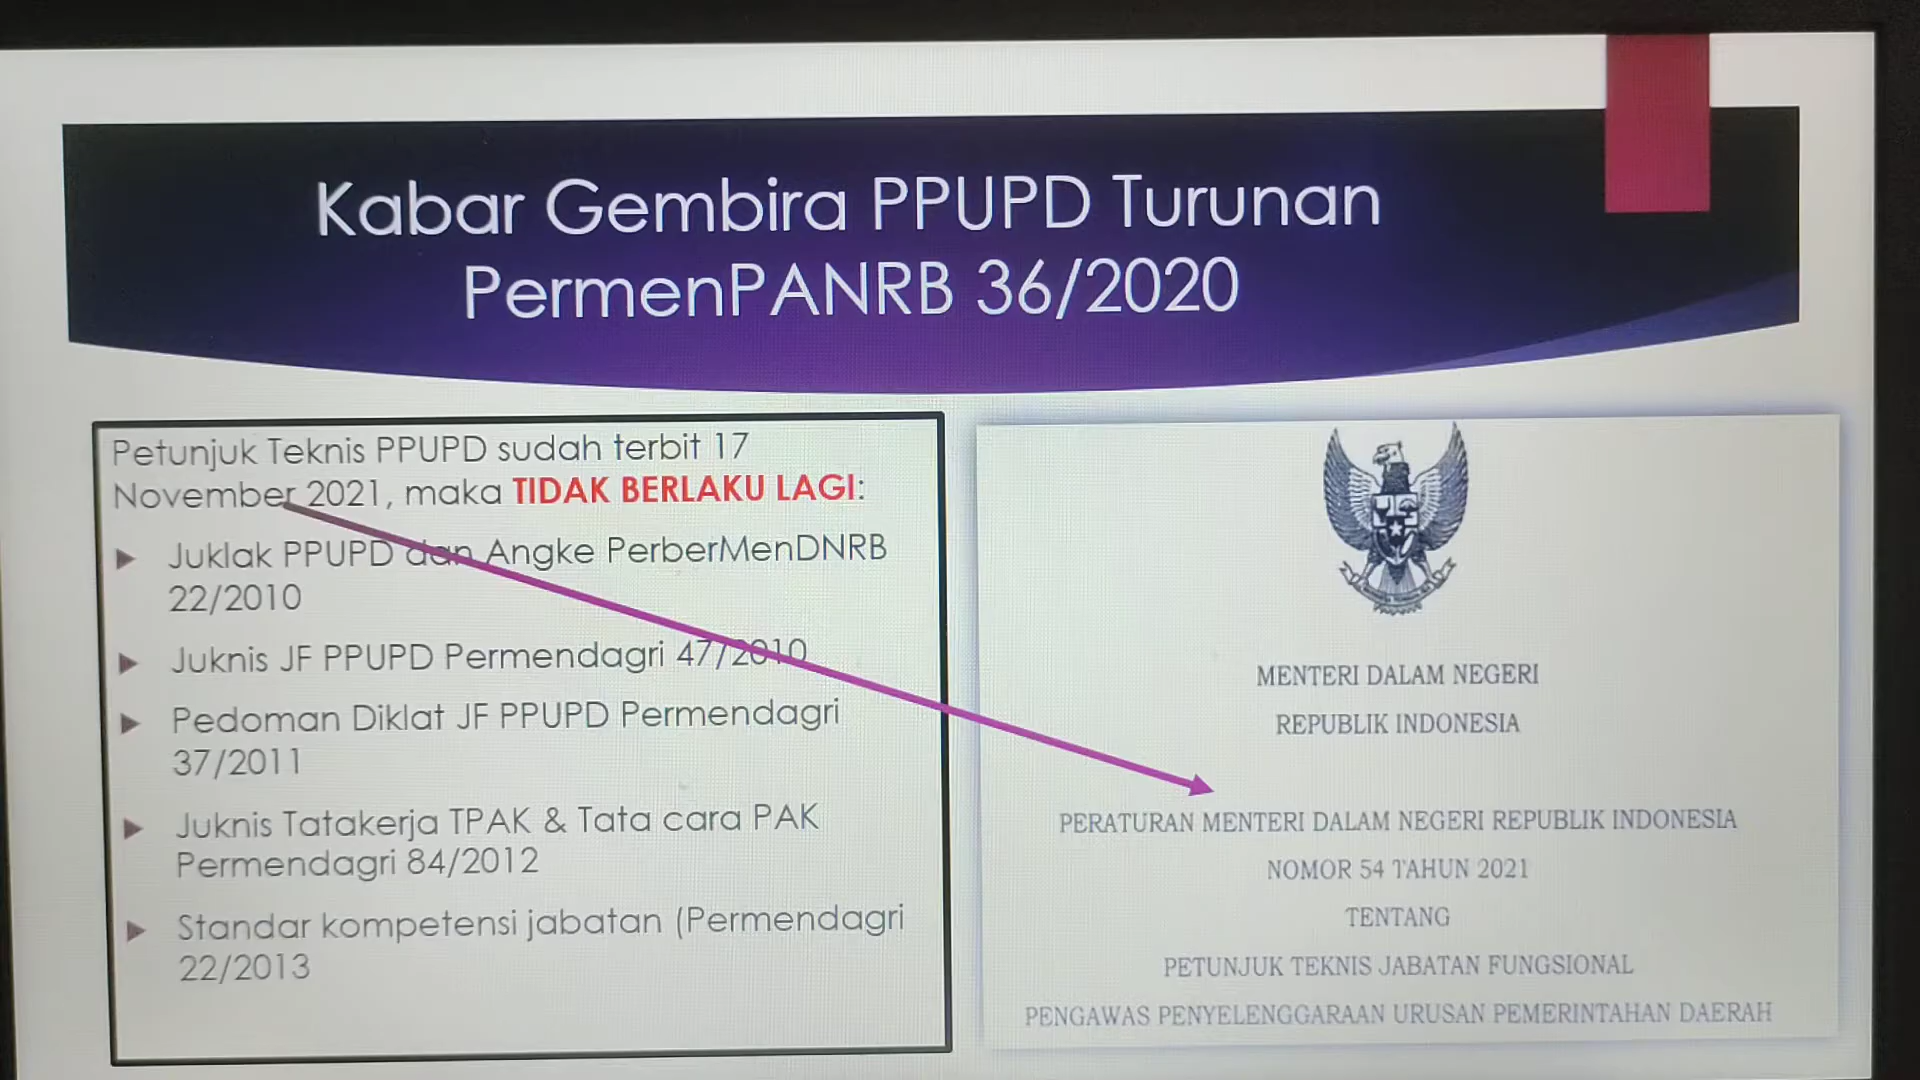 Kabar Gembira PPUPD Turunan
PermenPANRB 36/2020
Petunjuk Teknis PPUPD sudah terbit 17
November 2021, maka TIDAK BERLAKU LAGI:
Juklak PPUPD dan Angke PerberMenDNRB
22/2010
Juknis JF PPUPD Permendagri 47/2010
Pedoman Diklat JF PPUPD Permendagri
37/2011
Juknis Tatakerja TPAK & Tata cara PAK
Permendagri 84/2012
Standar kompetensi jabatan (Permendagri
22/2013
MENTERI DALAM NEGERI
REPUBLIK INDONESIA
PERATURAN MENTERI DALAM NEGERI REPUBLIK INDONESIA
NOMOR 54 TAHUN 2021
TENTANG
PETUNJUK TEKNIS JABATAN FUNGSIONAL
PENGAWAS PENYELENGGARAAN URUSAN PEMERINTAHAN DAERAH